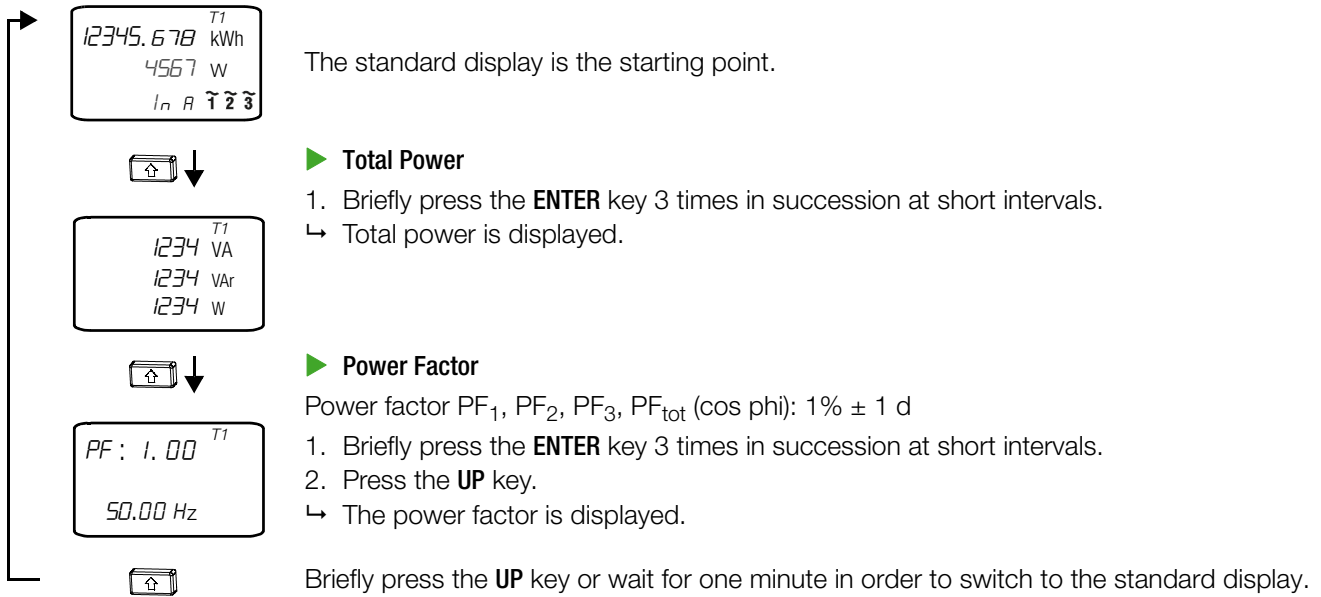 T1
12345.678 kWh
4567 W
In A 1̃ 2̃ 3̃
The standard display is the starting point.
▶ Total Power
1. Briefly press the ENTER key 3 times in succession at short intervals.
↳ Total power is displayed.
T1
1234 VA
1234 VAr
1234 W
▶ Power Factor
Power factor PF₁, PF₂, PF₃, PFtot (cos phi): 1% ± 1 d
1. Briefly press the ENTER key 3 times in succession at short intervals.
2. Press the UP key.
↳ The power factor is displayed.
PF: 1.00 T1
50.00 Hz
Briefly press the UP key or wait for one minute in order to switch to the standard display.